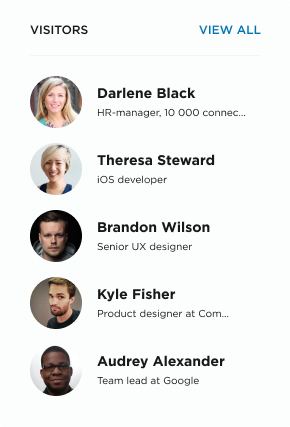 VISITORS VIEW ALL
Darlene Black
HR-manager, 10 000 connec...
Theresa Steward
iOS developer
Brandon Wilson
Senior UX designer
Kyle Fisher
Product designer at Com...
Audrey Alexander
Team lead at Google